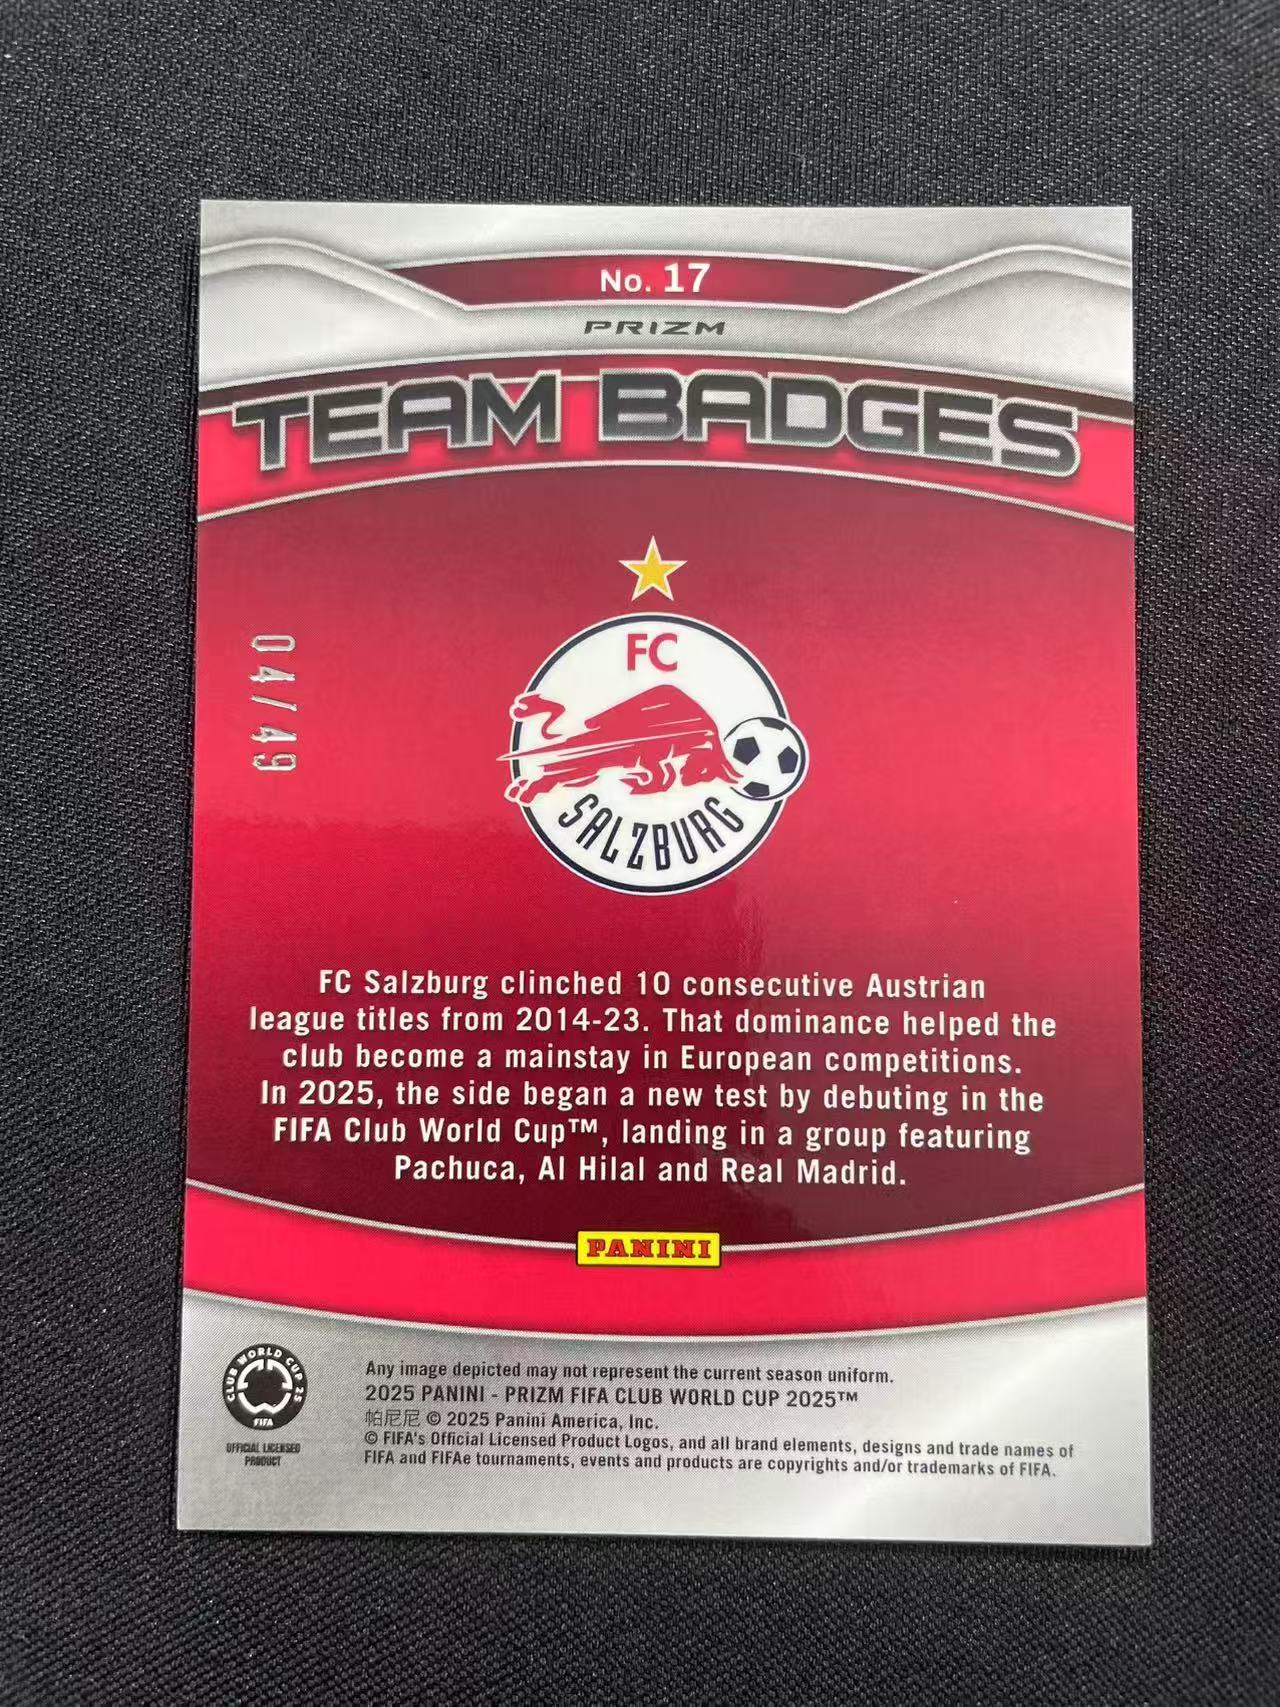 No. 17
PRIZM
TEAM BADGES
04/49
FC
SALZBURG
FC Salzburg clinched 10 consecutive Austrian
league titles from 2014-23. That dominance helped the
club become a mainstay in European competitions.
In 2025, the side began a new test by debuting in the
FIFA Club World Cup™, landing in a group featuring
Pachuca, Al Hilal and Real Madrid.
PANINI
CLUB WORLD CUP 25
FIFA
OFFICIAL LICENSED
PRODUCT
Any image depicted may not represent the current season uniform.
2025 PANINI - PRIZM FIFA CLUB WORLD CUP 2025™
帕尼尼 © 2025 Panini America, Inc.
© FIFA's Official Licensed Product Logos, and all brand elements, designs and trade names of
FIFA and FIFAe tournaments, events and products are copyrights and/or trademarks of FIFA.